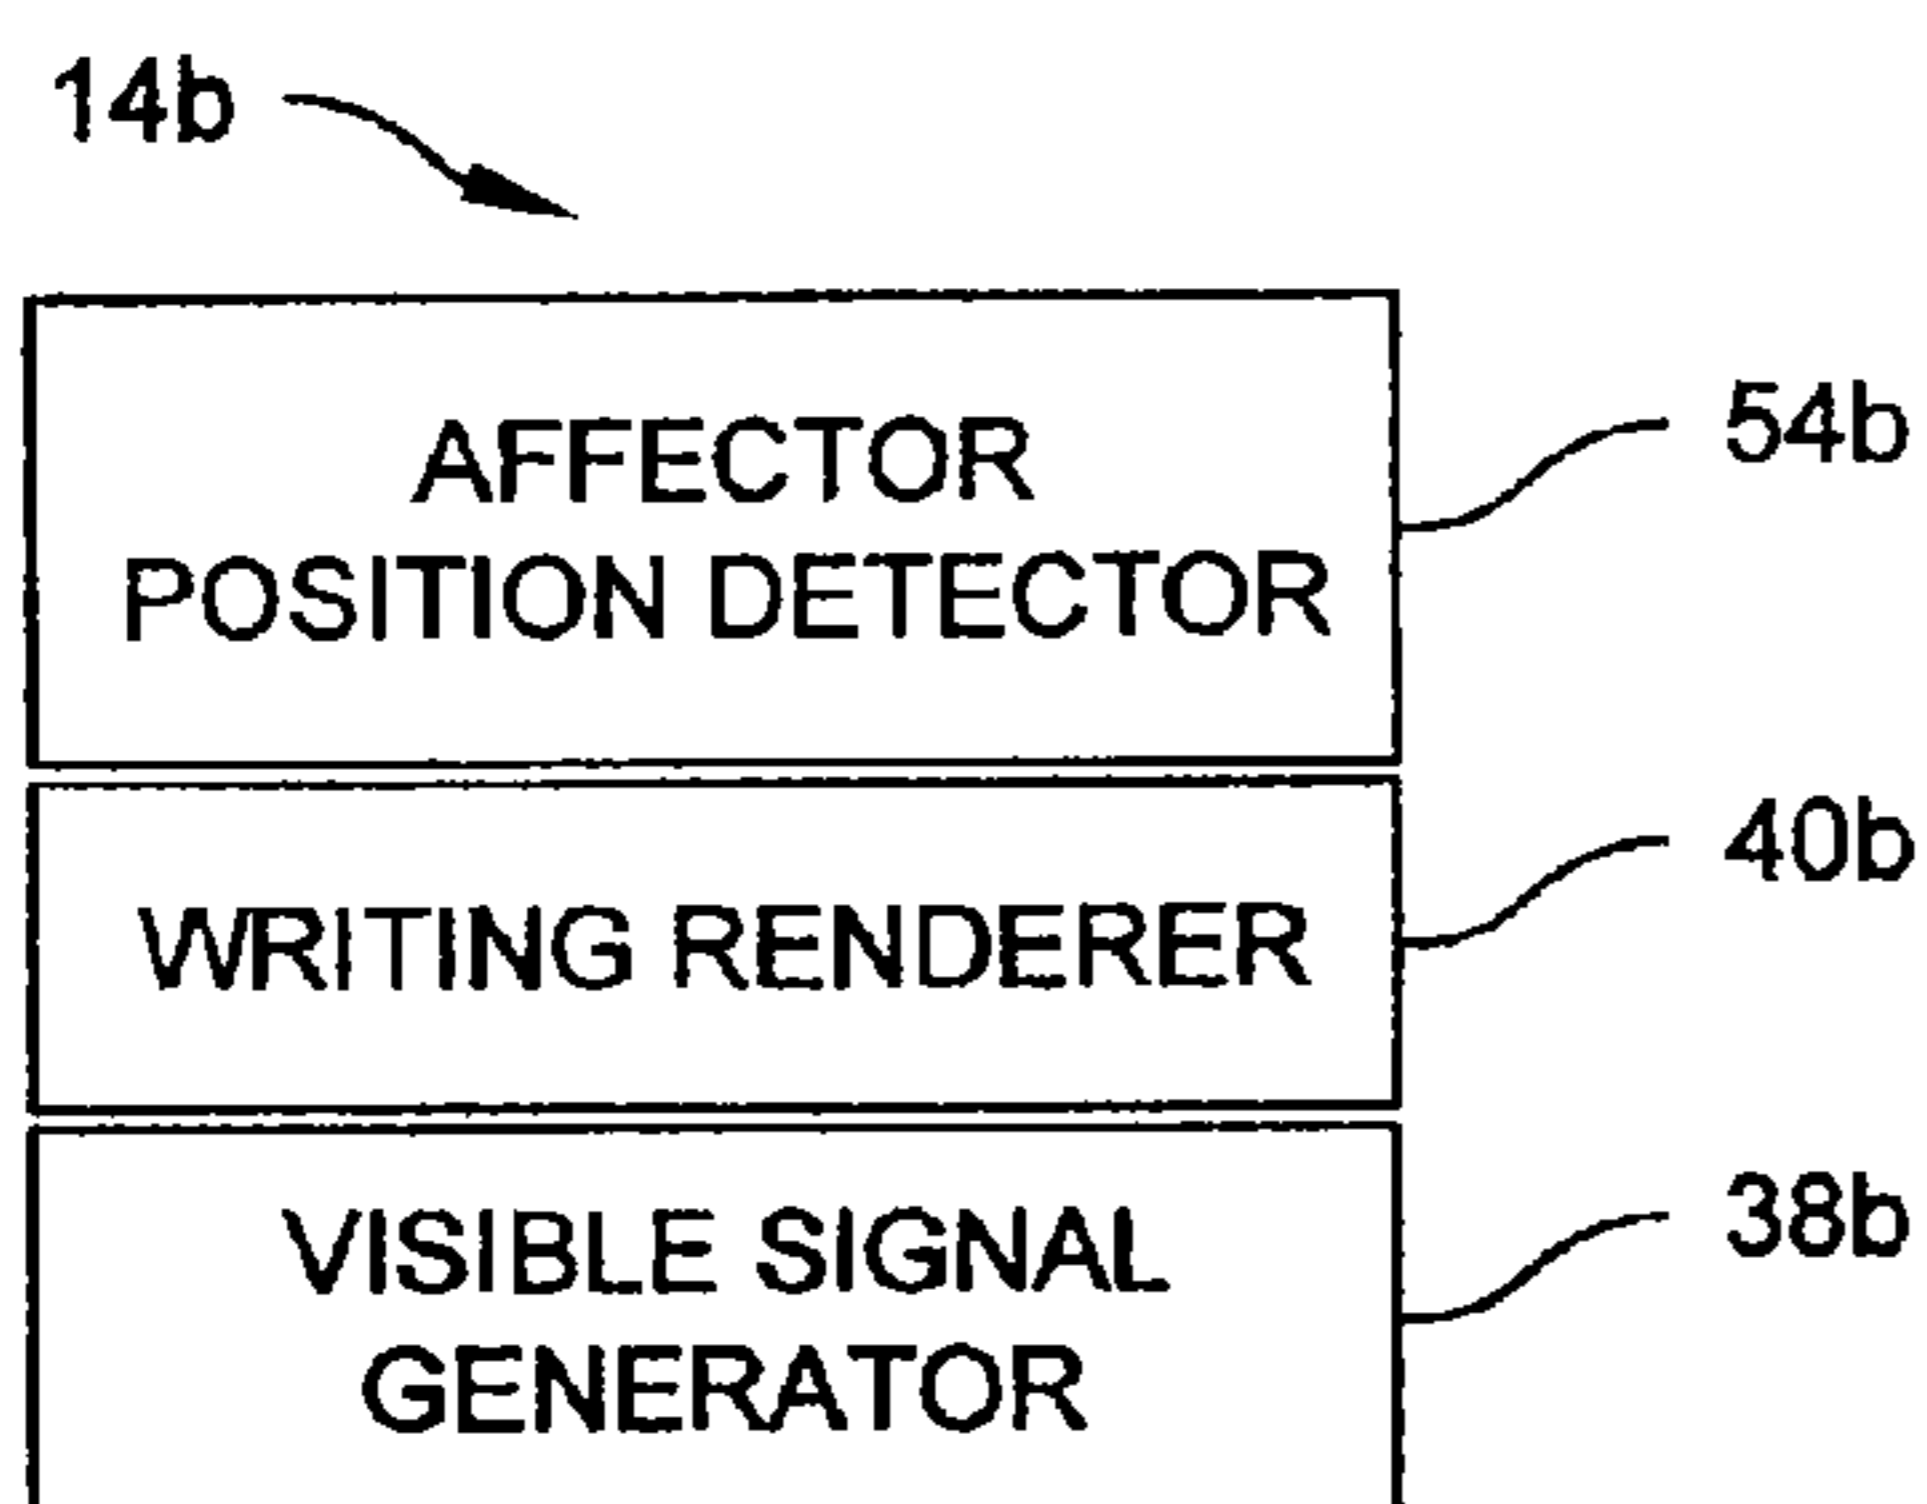 14b
AFFECTOR
POSITION DETECTOR
54b
WRITING RENDERER
40b
VISIBLE SIGNAL
GENERATOR
38b